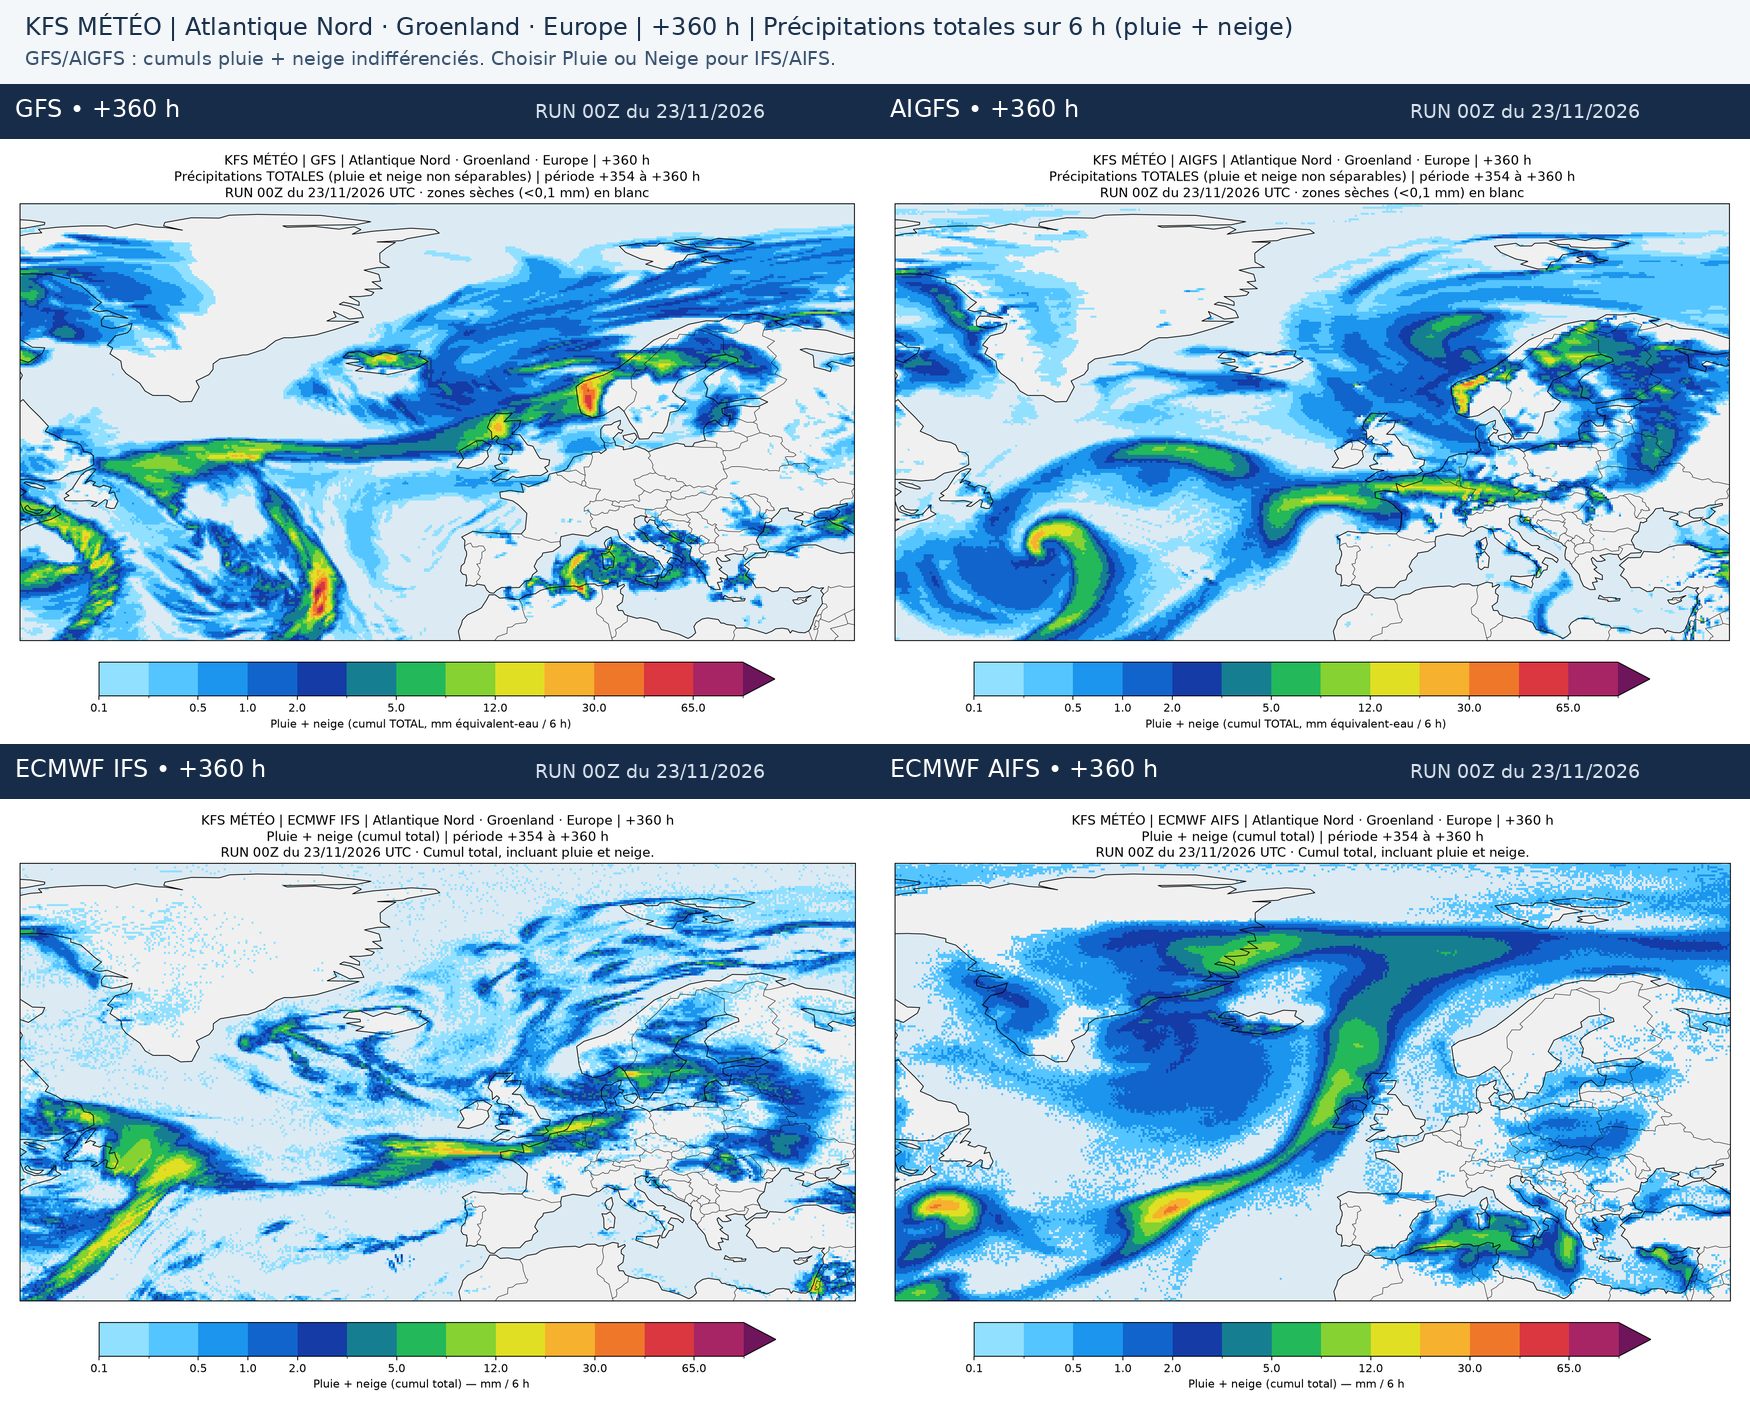 KFS MÉTÉO | Atlantique Nord · Groenland · Europe | +360 h | Précipitations totales sur 6 h (pluie + neige)
GFS/AIGFS : cumuls pluie + neige indifférenciés. Choisir Pluie ou Neige pour IFS/AIFS.
GFS • +360 h
RUN 00Z du 23/11/2026
AIGFS • +360 h
RUN 00Z du 23/11/2026
KFS MÉTÉO | GFS | Atlantique Nord · Groenland · Europe | +360 h
Précipitations TOTALES (pluie et neige non séparables) | période +354 à +360 h
RUN 00Z du 23/11/2026 UTC · zones sèches (<0,1 mm) en blanc
KFS MÉTÉO | AIGFS | Atlantique Nord · Groenland · Europe | +360 h
Précipitations TOTALES (pluie et neige non séparables) | période +354 à +360 h
RUN 00Z du 23/11/2026 UTC · zones sèches (<0,1 mm) en blanc
0.1 0.5 1.0 2.0 5.0 12.0 30.0 65.0
Pluie + neige (cumul TOTAL, mm équivalent-eau / 6 h)
0.1 0.5 1.0 2.0 5.0 12.0 30.0 65.0
Pluie + neige (cumul TOTAL, mm équivalent-eau / 6 h)
ECMWF IFS • +360 h
RUN 00Z du 23/11/2026
ECMWF AIFS • +360 h
RUN 00Z du 23/11/2026
KFS MÉTÉO | ECMWF IFS | Atlantique Nord · Groenland · Europe | +360 h
Pluie + neige (cumul total) | période +354 à +360 h
RUN 00Z du 23/11/2026 UTC · Cumul total, incluant pluie et neige.
KFS MÉTÉO | ECMWF AIFS | Atlantique Nord · Groenland · Europe | +360 h
Pluie + neige (cumul total) | période +354 à +360 h
RUN 00Z du 23/11/2026 UTC · Cumul total, incluant pluie et neige.
0.1 0.5 1.0 2.0 5.0 12.0 30.0 65.0
Pluie + neige (cumul total) — mm / 6 h
0.1 0.5 1.0 2.0 5.0 12.0 30.0 65.0
Pluie + neige (cumul total) — mm / 6 h